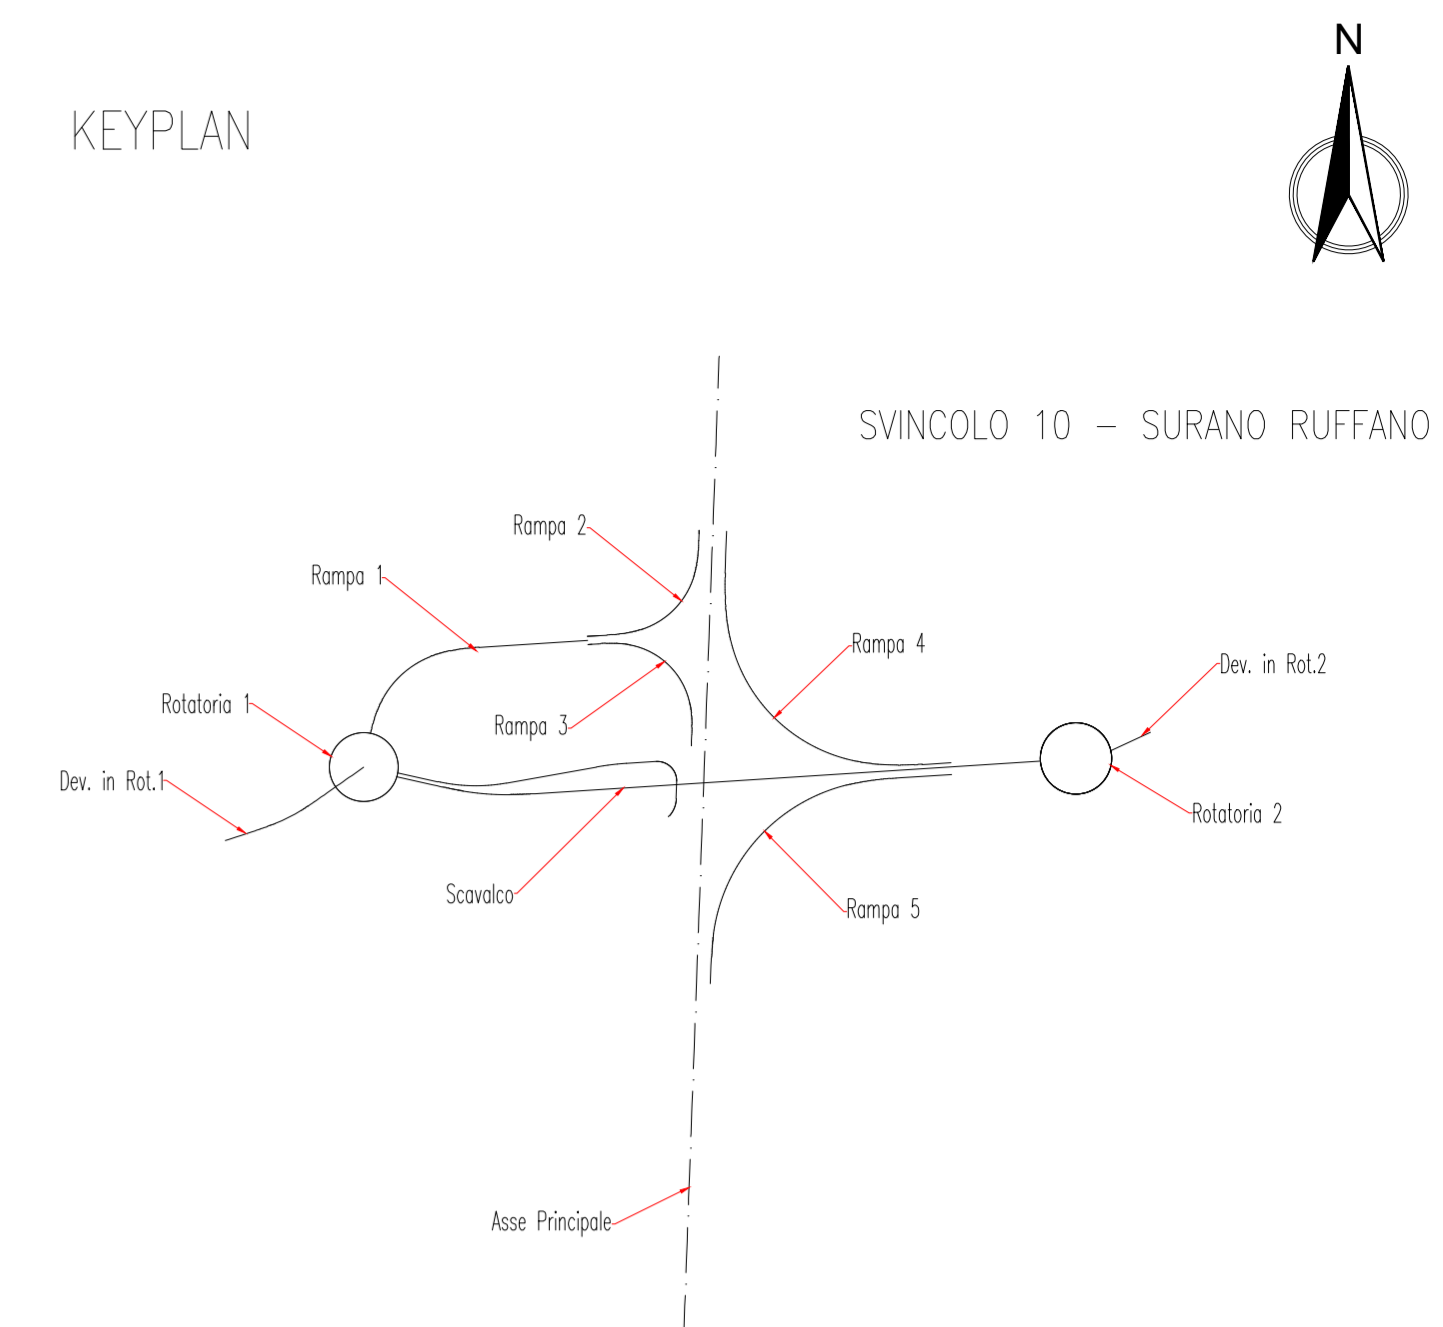 N
KEYPLAN
SVINCOLO 10 – SURANO RUFFANO
Rampa 2
Rampa 1
Rampa 4
Dev. in Rot.2
Rotatoria 1
Rampa 3
Dev. in Rot.1
Rotatoria 2
Scavalco
Rampa 5
Asse Principale